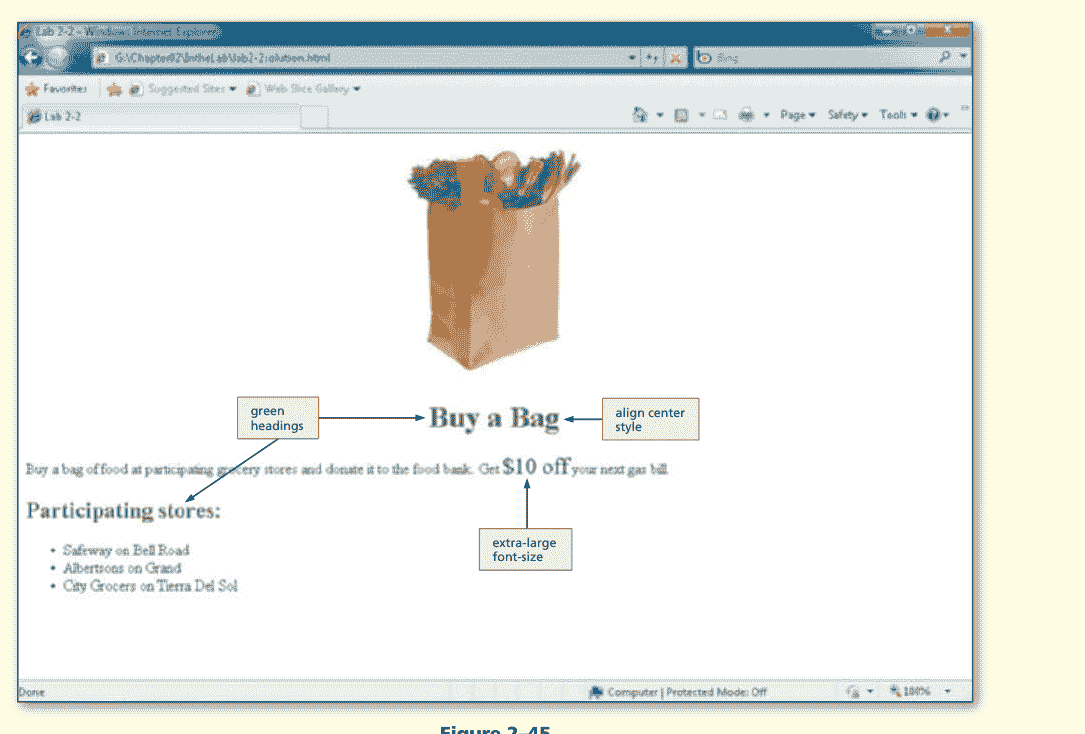 Lab 2-2 - Windows Internet Explorer
G:\Chapter02\IntheLab\lab2-2solution.html
Bing
Favorites Suggested Sites Web Slice Gallery
Lab 2-2
Page Safety Tools
green
headings
Buy a Bag
align center
style
Buy a bag of food at participating grocery stores and donate it to the food bank. Get $10 off your next gas bill.
Participating stores:
extra-large
font-size
• Safeway on Bell Road
• Albertsons on Grand
• City Grocers on Tierra Del Sol
Done
Computer | Protected Mode: Off
100%
Figure 2–45